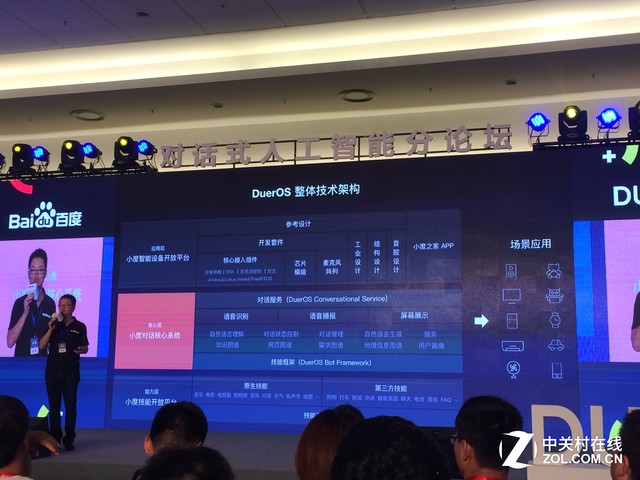 对话式人工智能分论坛
DuerOS 整体技术架构
Baidu百度
DU
参考设计
应用层
小度智能设备开放平台
开发套件
核心接入组件
芯片模组
麦克风阵列
工业设计
结构设计
音腔设计
小度之家 APP
场景应用
核心层
小度对话核心系统
对话服务 (DuerOS Conversational Service)
语音识别
语音播报
屏幕展示
自然语言理解
对话状态控制
对话管理
自然语言生成
搜索
知识图谱
网页图谱
需求图谱
地理信息图谱
用户画像
技能框架 (DuerOS Bot Framework)
能力层
小度技能开放平台
原生技能
第三方技能
DU
中关村在线
ZOL.COM.CN